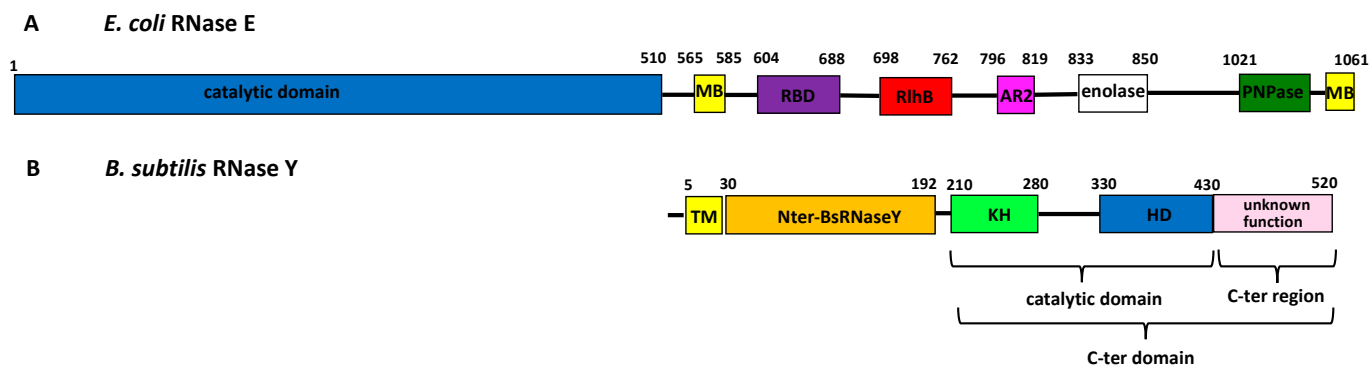 A E. coli RNase E
1 510 565 585 604 688 698 762 796 819 833 850 1021 1061
catalytic domain MB RBD RlhB AR2 enolase PNPase MB
B B. subtilis RNase Y
5 30 192 210 280 330 430 520
TM Nter-BsRNaseY KH HD unknown
function
catalytic domain C-ter region
C-ter domain